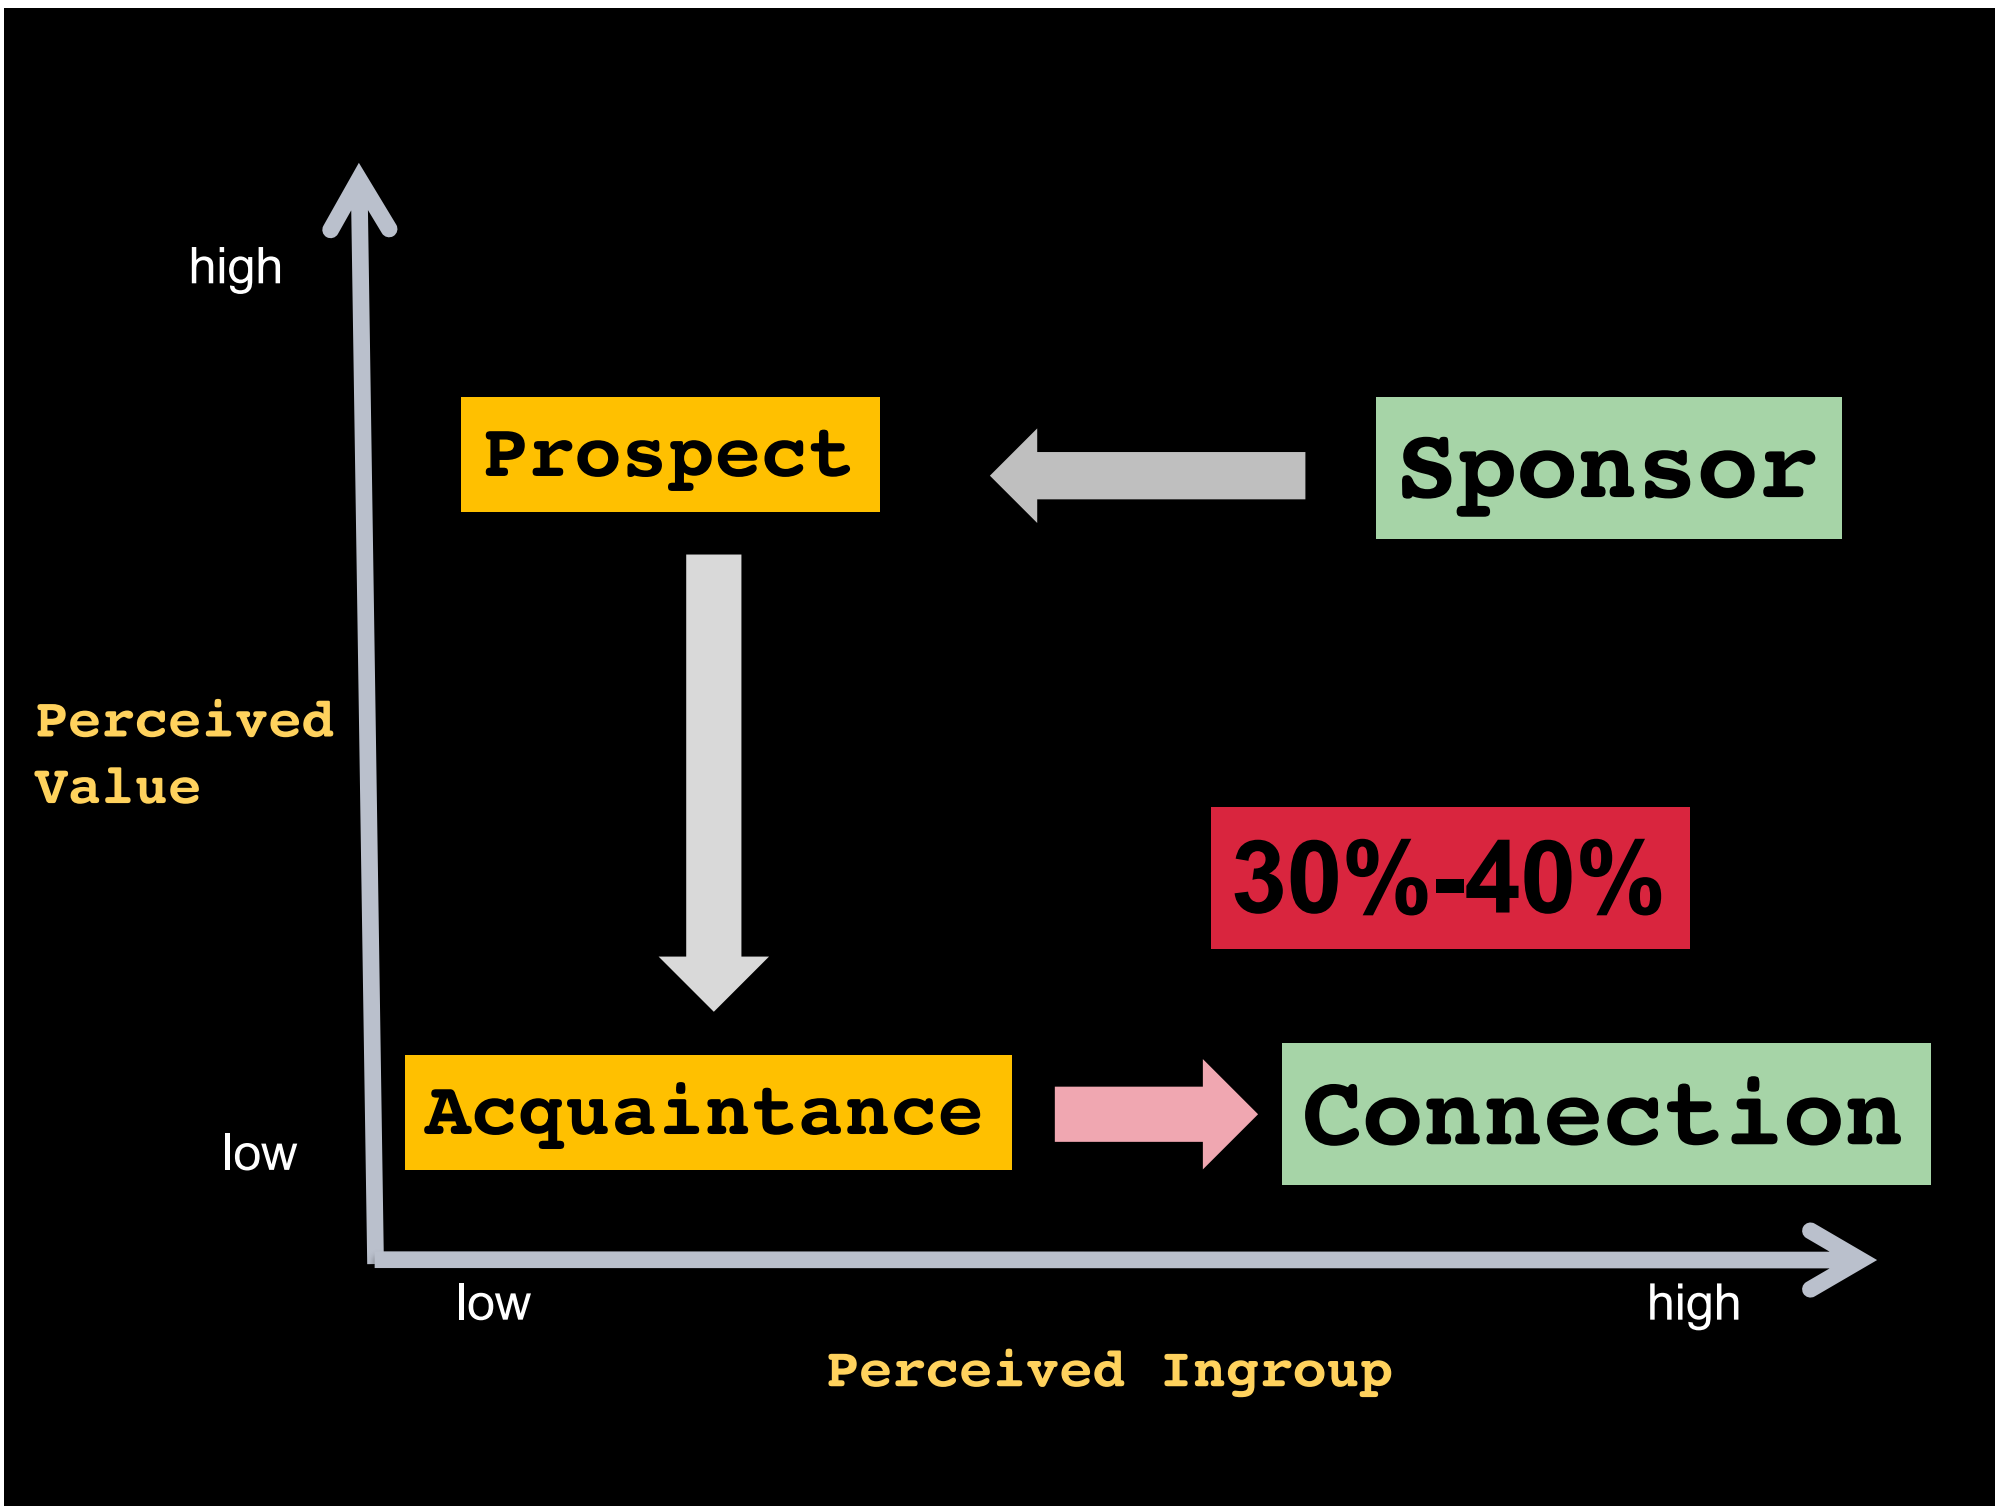 high
Prospect
Sponsor
Perceived
Value
30%-40%
Acquaintance
Connection
low
low
high
Perceived Ingroup